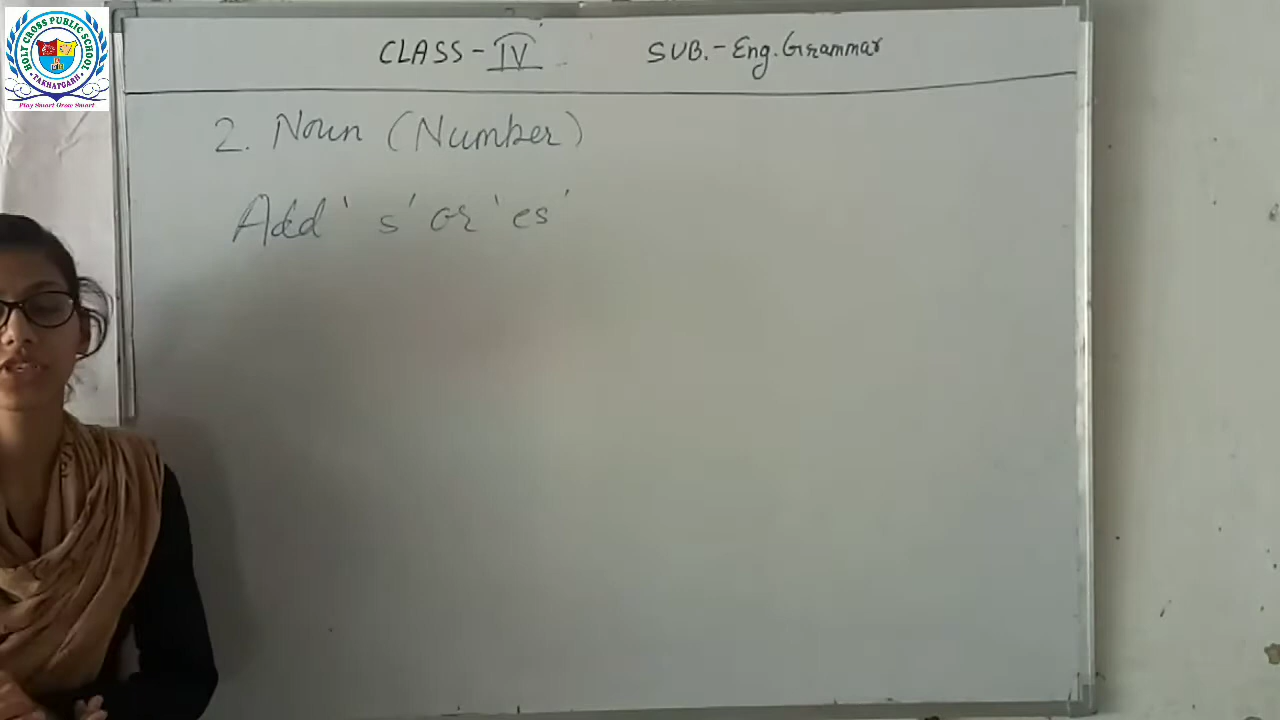 HOLY CROSS PUBLIC SCHOOL
TAKHATGARH
Play Smart Grow Smart
CLASS - IV SUB. - Eng. Grammar
2. Noun (Number)
Add 's' or 'es'